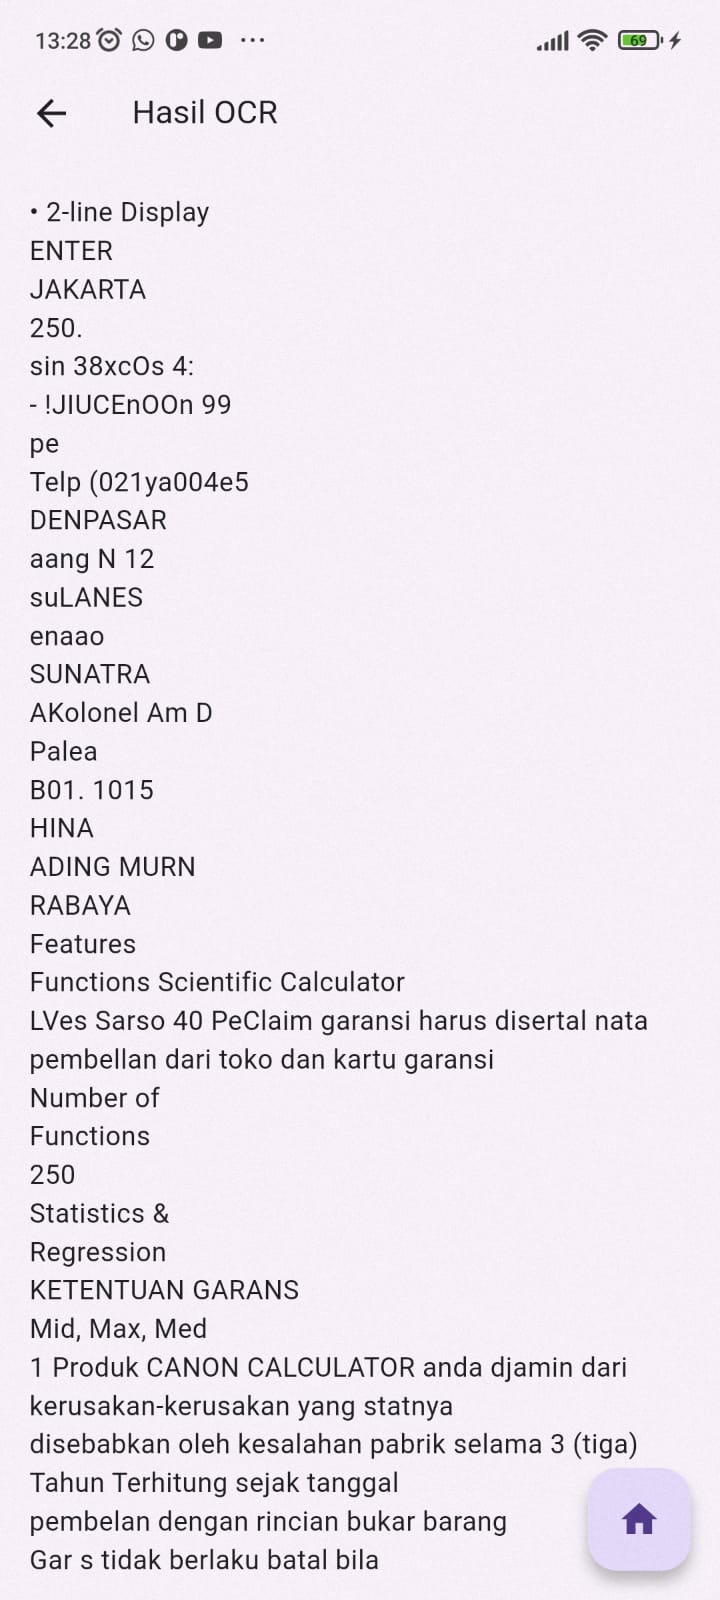 13:28
69
Hasil OCR
• 2-line Display
ENTER
JAKARTA
250.
sin 38xcOs 4:
- !JIUCEnOOn 99
pe
Telp (021ya004e5
DENPASAR
aang N 12
suLANES
enaao
SUNATRA
AKolonel Am D
Palea
B01. 1015
HINA
ADING MURN
RABAYA
Features
Functions Scientific Calculator
LVes Sarso 40 PeClaim garansi harus disertal nata
pembellan dari toko dan kartu garansi
Number of
Functions
250
Statistics &
Regression
KETENTUAN GARANS
Mid, Max, Med
1 Produk CANON CALCULATOR anda djamin dari
kerusakan-kerusakan yang statnya
disebabkan oleh kesalahan pabrik selama 3 (tiga)
Tahun Terhitung sejak tanggal
pembelan dengan rincian bukar barang
Gar s tidak berlaku batal bila